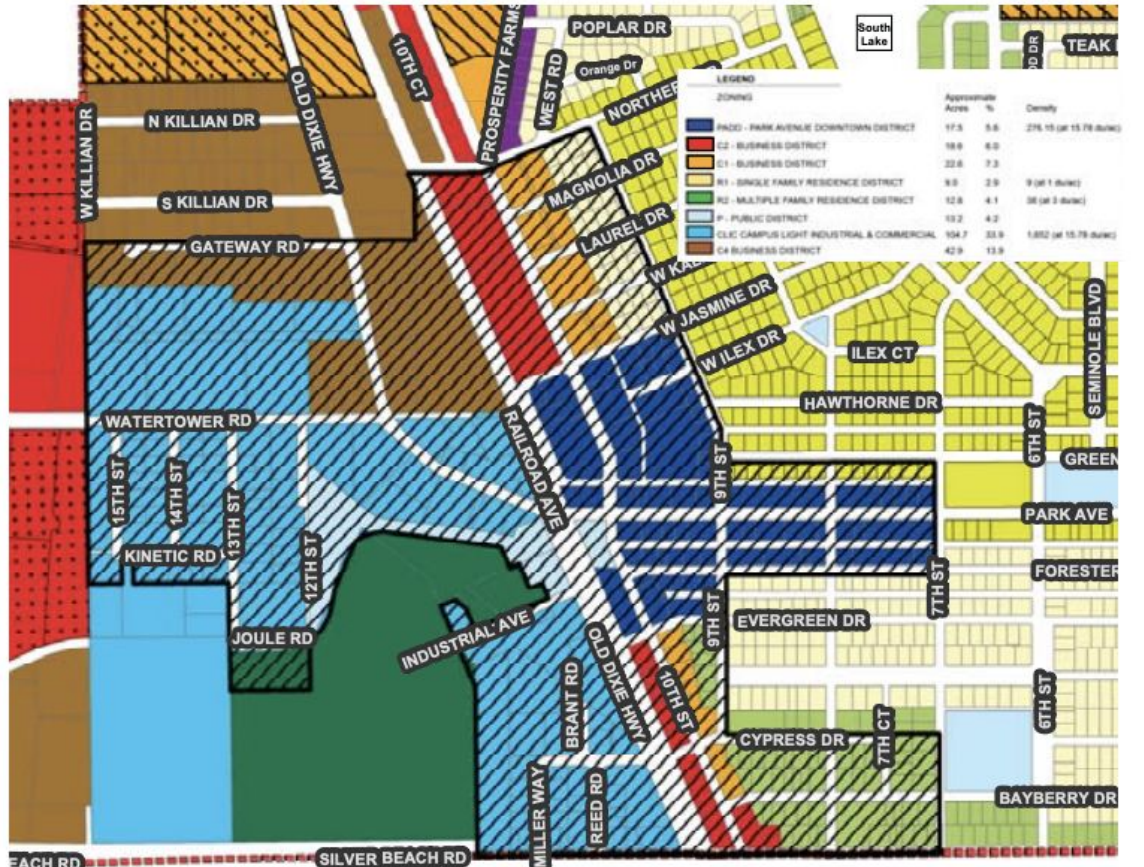 POPLAR DR
South
Lake
TEAK
Orange Dr
OLD DIXIE HWY
10TH CT
PROSPERITY FARMS
WEST RD
LEGEND
ZONING
Approximate
Acres % Density
PADD - PARK AVENUE DOWNTOWN DISTRICT 17.5 5.6
C2 - BUSINESS DISTRICT 18.6 6.0
C1 - BUSINESS DISTRICT 22.6 7.3
R1 - SINGLE FAMILY RESIDENCE DISTRICT 2.9
R2 - MULTIPLE FAMILY RESIDENCE DISTRICT 12.8 4.1
P - PUBLIC DISTRICT 13.2 4.2
CLIC CAMPUS LIGHT INDUSTRIAL & COMMERCIAL 104.7 33.9
C4 BUSINESS DISTRICT 42.9 13.9
N KILLIAN DR
W KILLIAN DR
S KILLIAN DR
MAGNOLIA DR
GATEWAY RD
LAUREL DR
W JASMINE DR
W ILEX DR
ILEX CT
SEMINOLE BLVD
HAWTHORNE DR
WATERTOWER RD
RAILROAD AVE
6TH ST
GREEN
15TH ST
14TH ST
13TH ST
9TH ST
PARK AVE
KINETIC RD
12TH ST
7TH ST
FORESTER
JOULE RD
INDUSTRIAL AVE
OLD DIXIE HWY
9TH ST
EVERGREEN DR
BRANT RD
10TH ST
6TH ST
CYPRESS DR
7TH CT
MILLER WAY
REED RD
BAYBERRY DR
EACH RD
SILVER BEACH RD